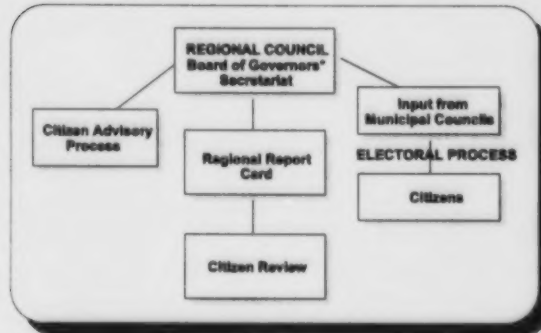 REGIONAL COUNCIL
Board of Governors*
Secretariat
Citizen Advisory
Process
Regional Report
Card
Citizen Review
Input from
Municipal Councils
ELECTORAL PROCESS
Citizens